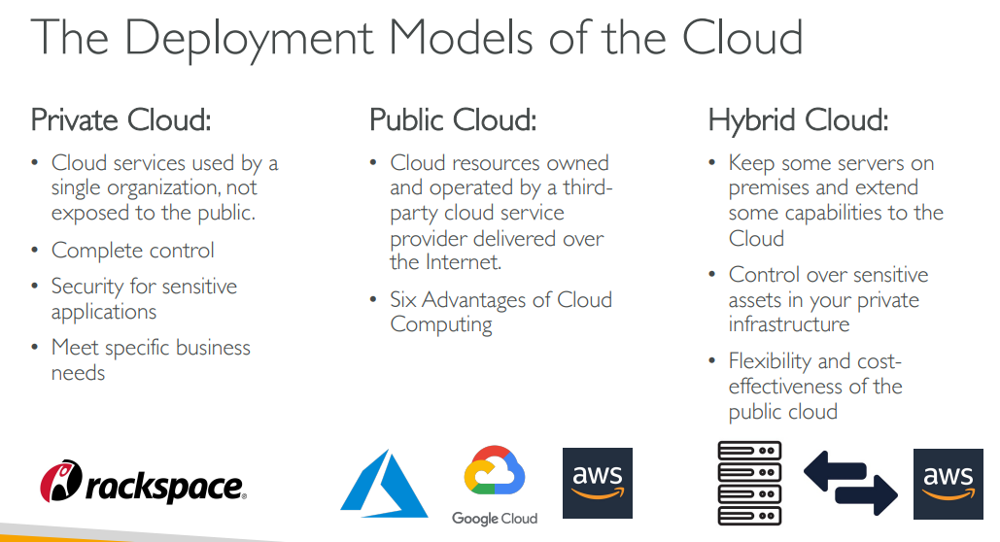 The Deployment Models of the Cloud
Private Cloud:
• Cloud services used by a
single organization, not
exposed to the public.
• Complete control
• Security for sensitive
applications
• Meet specific business
needs
rackspace®
Public Cloud:
• Cloud resources owned
and operated by a third-
party cloud service
provider delivered over
the Internet.
• Six Advantages of Cloud
Computing
Google Cloud
aws
Hybrid Cloud:
• Keep some servers on
premises and extend
some capabilities to the
Cloud
• Control over sensitive
assets in your private
infrastructure
• Flexibility and cost-
effectiveness of the
public cloud
aws